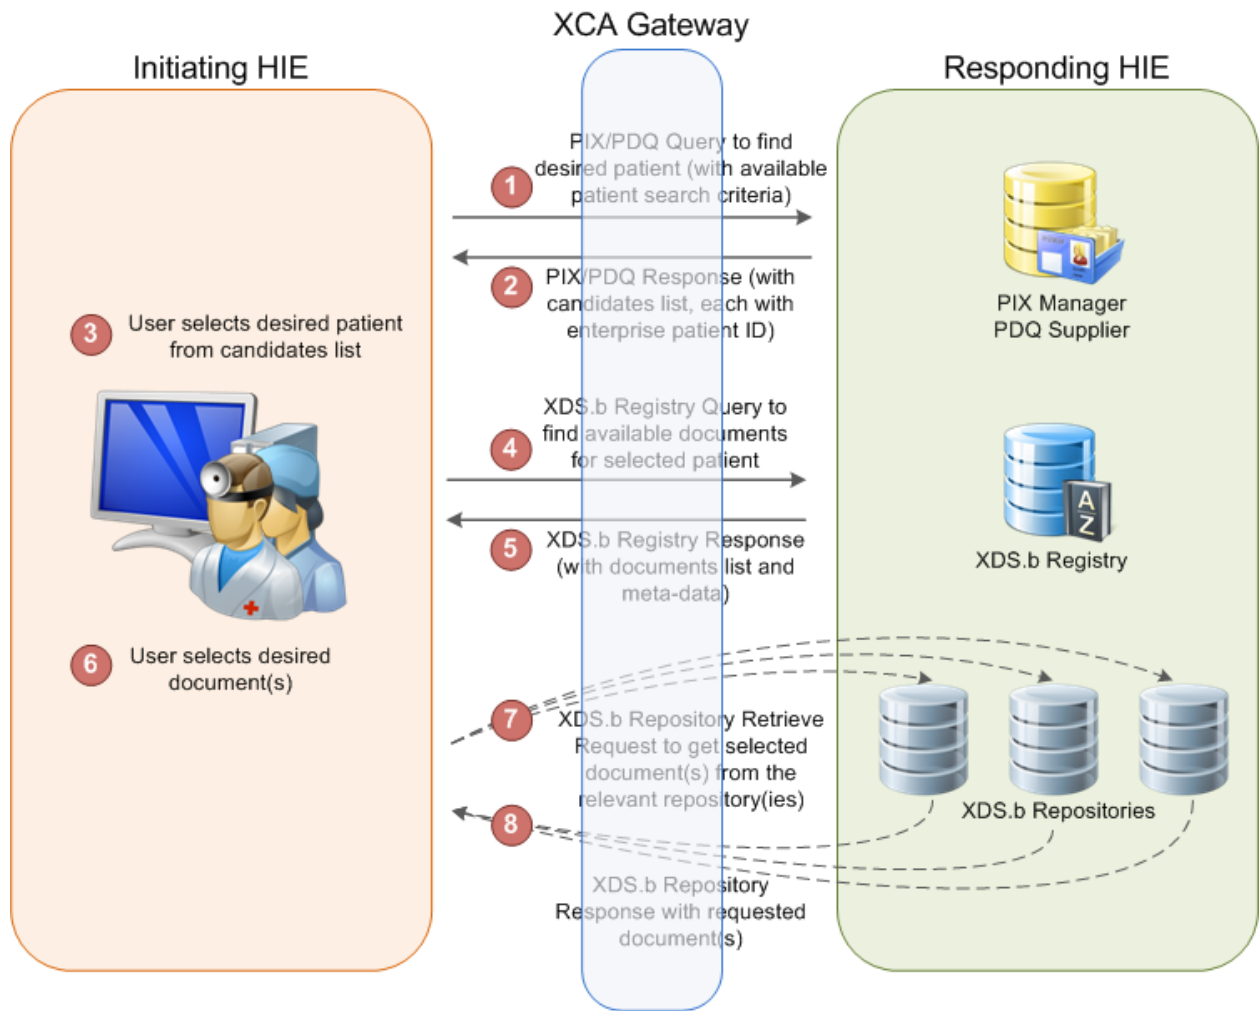 XCA Gateway
Initiating HIE
Responding HIE
1
PIX/PDQ Query to find
desired patient (with available
patient search criteria)
2
PIX/PDQ Response (with
candidates list, each with
enterprise patient ID)
PIX Manager
PDQ Supplier
3
User selects desired patient
from candidates list
4
XDS.b Registry Query to
find available documents
for selected patient
A
Z
XDS.b Registry
5
XDS.b Registry Response
(with documents list and
meta-data)
6
User selects desired
document(s)
7
XDS.b Repository Retrieve
Request to get selected
document(s) from the
relevant repository(ies)
XDS.b Repositories
8
XDS.b Repository
Response with requested
document(s)